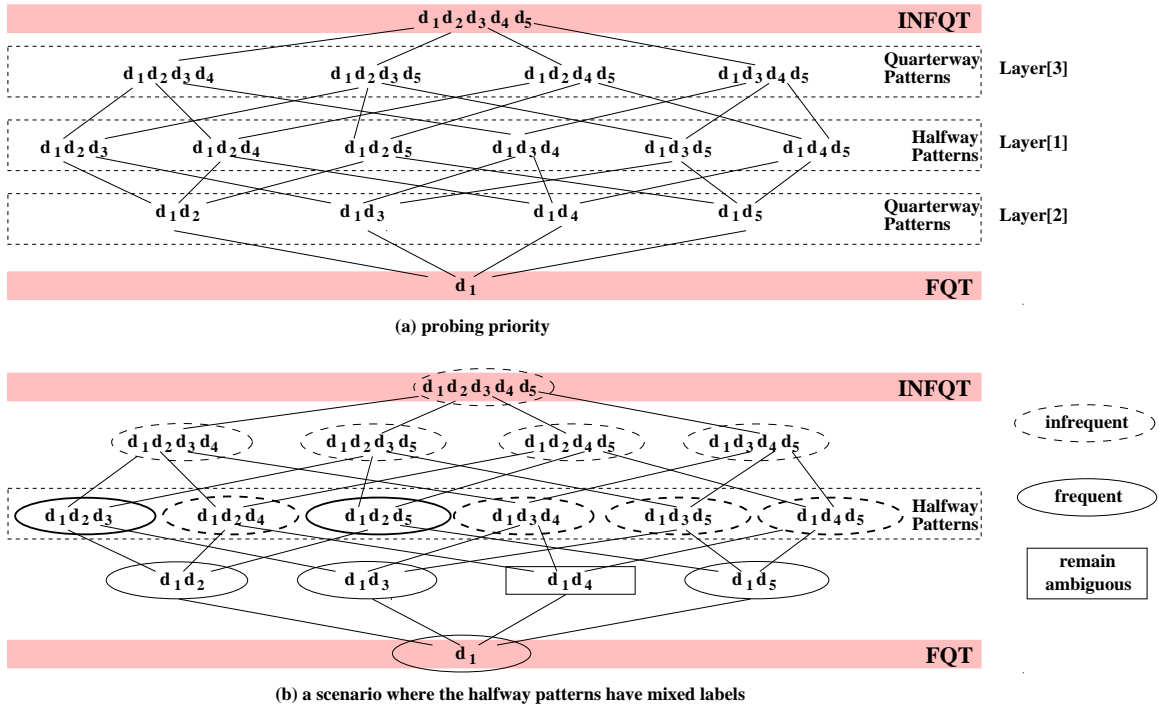 d1d2d3d4d5 INFQT
Quarterway
Patterns
d1d2d3d4 d1d2d3d5 d1d2d4d5 d1d3d4d5 Layer[3]
Halfway
Patterns
d1d2d3 d1d2d4 d1d2d5 d1d3d4 d1d3d5 d1d4d5 Layer[1]
Quarterway
Patterns
d1d2 d1d3 d1d4 d1d5 Layer[2]
d1 FQT
(a) probing priority
d1d2d3d4d5 INFQT
d1d2d3d4 d1d2d3d5 d1d2d4d5 d1d3d4d5
infrequent
Halfway
Patterns
d1d2d3 d1d2d4 d1d2d5 d1d3d4 d1d3d5 d1d4d5
frequent
d1d2 d1d3 d1d4 d1d5
remain
ambiguous
d1 FQT
(b) a scenario where the halfway patterns have mixed labels